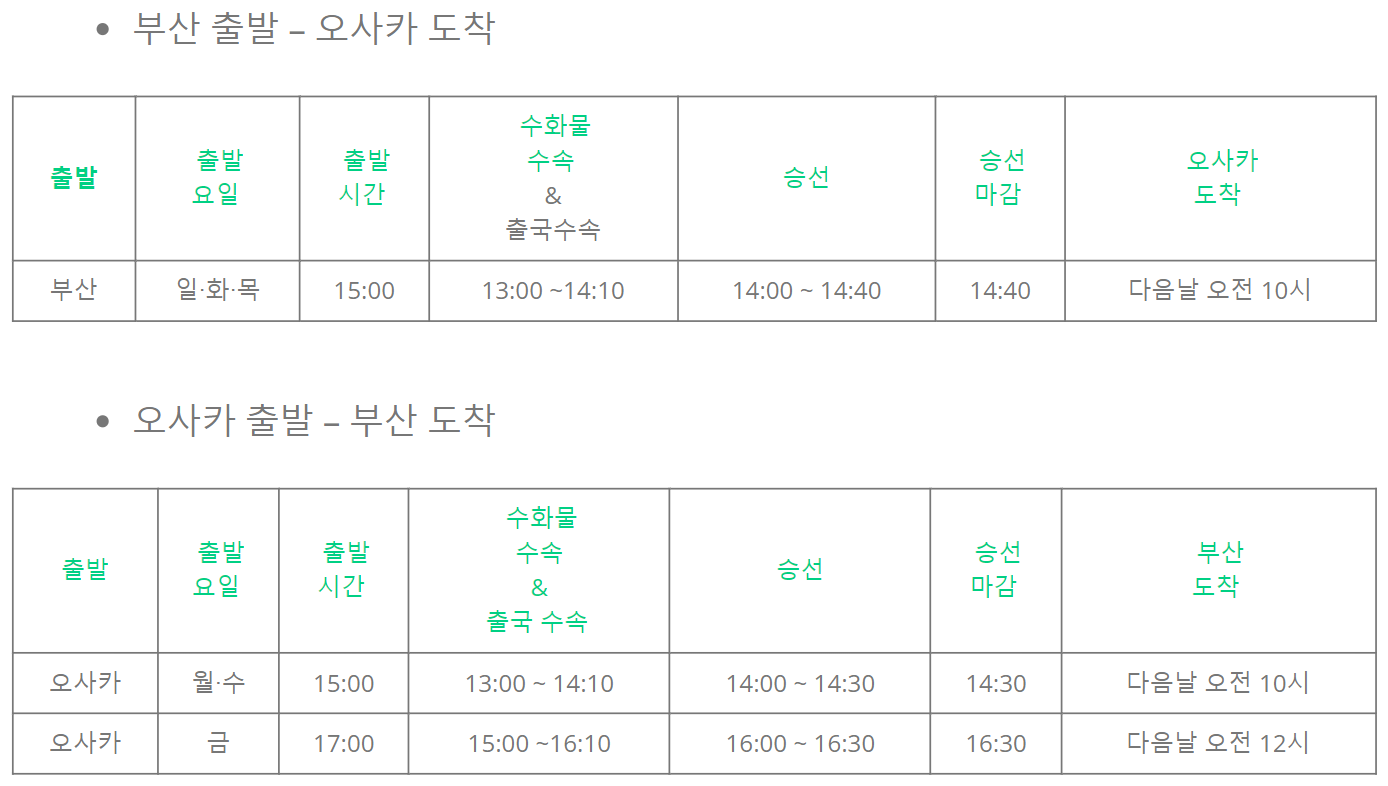 부산 출발 – 오사카 도착
출발
출발
요일
출발
시간
수화물
수속
&
출국수속
승선
승선
마감
오사카
도착
부산
일·화·목
15:00
13:00 ~14:10
14:00 ~ 14:40
14:40
다음날 오전 10시
오사카 출발 – 부산 도착
출발
출발
요일
출발
시간
수화물
수속
&
출국 수속
승선
승선
마감
부산
도착
오사카
월·수
15:00
13:00 ~ 14:10
14:00 ~ 14:30
14:30
다음날 오전 10시
오사카
금
17:00
15:00 ~16:10
16:00 ~ 16:30
16:30
다음날 오전 12시